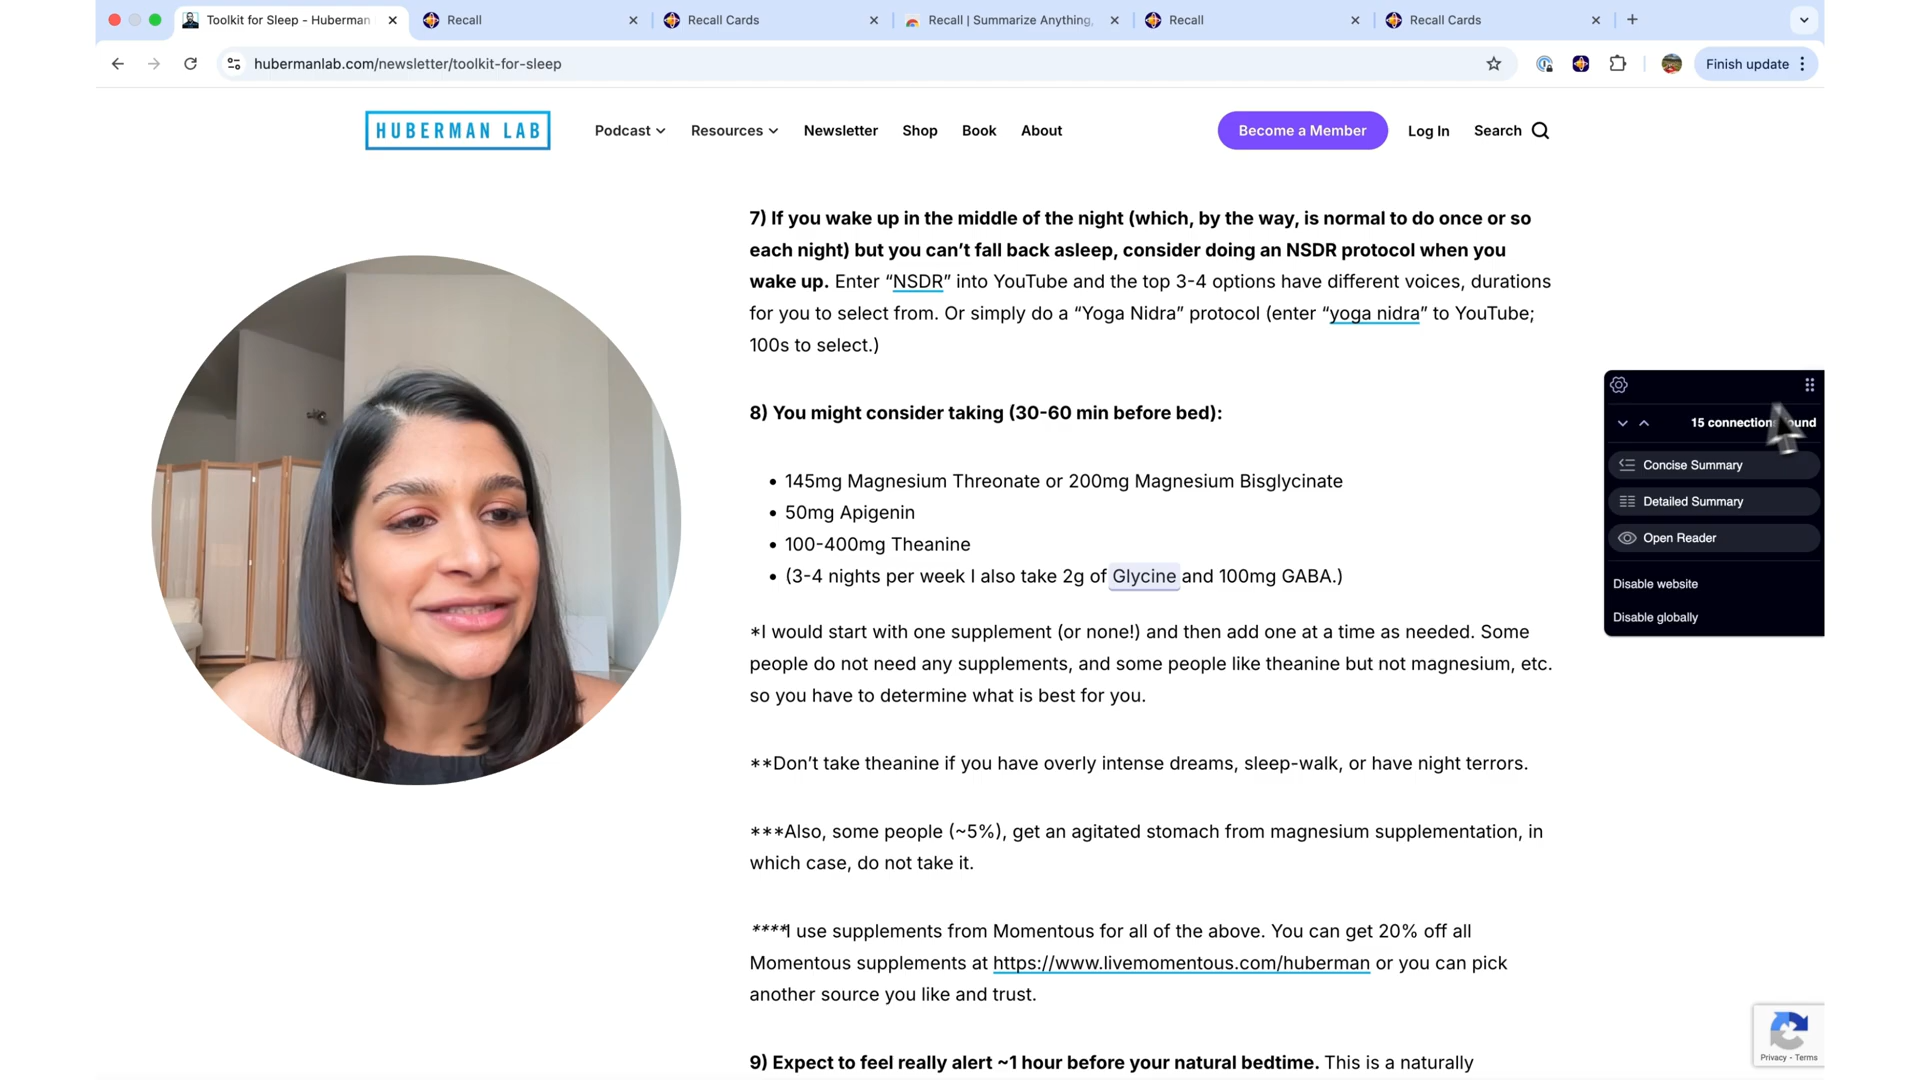 Toolkit for Sleep - Huberman
Recall
Recall Cards
Recall | Summarize Anything,
Recall
Recall Cards
hubermanlab.com/newsletter/toolkit-for-sleep
Finish update
HUBERMAN LAB
Podcast
Resources
Newsletter
Shop
Book
About
Become a Member
Log In
Search
7) If you wake up in the middle of the night (which, by the way, is normal to do once or so
each night) but you can’t fall back asleep, consider doing an NSDR protocol when you
wake up. Enter “NSDR” into YouTube and the top 3-4 options have different voices, durations
for you to select from. Or simply do a “Yoga Nidra” protocol (enter “yoga nidra” to YouTube;
100s to select.)
8) You might consider taking (30-60 min before bed):
• 145mg Magnesium Threonate or 200mg Magnesium Bisglycinate
• 50mg Apigenin
• 100-400mg Theanine
• (3-4 nights per week I also take 2g of Glycine and 100mg GABA.)
*I would start with one supplement (or none!) and then add one at a time as needed. Some
people do not need any supplements, and some people like theanine but not magnesium, etc.
so you have to determine what is best for you.
**Don’t take theanine if you have overly intense dreams, sleep-walk, or have night terrors.
***Also, some people (~5%), get an agitated stomach from magnesium supplementation, in
which case, do not take it.
****I use supplements from Momentous for all of the above. You can get 20% off all
Momentous supplements at https://www.livemomentous.com/huberman or you can pick
another source you like and trust.
9) Expect to feel really alert ~1 hour before your natural bedtime. This is a naturally
15 connection
Concise Summary
Detailed Summary
Open Reader
Disable website
Disable globally
Privacy - Terms